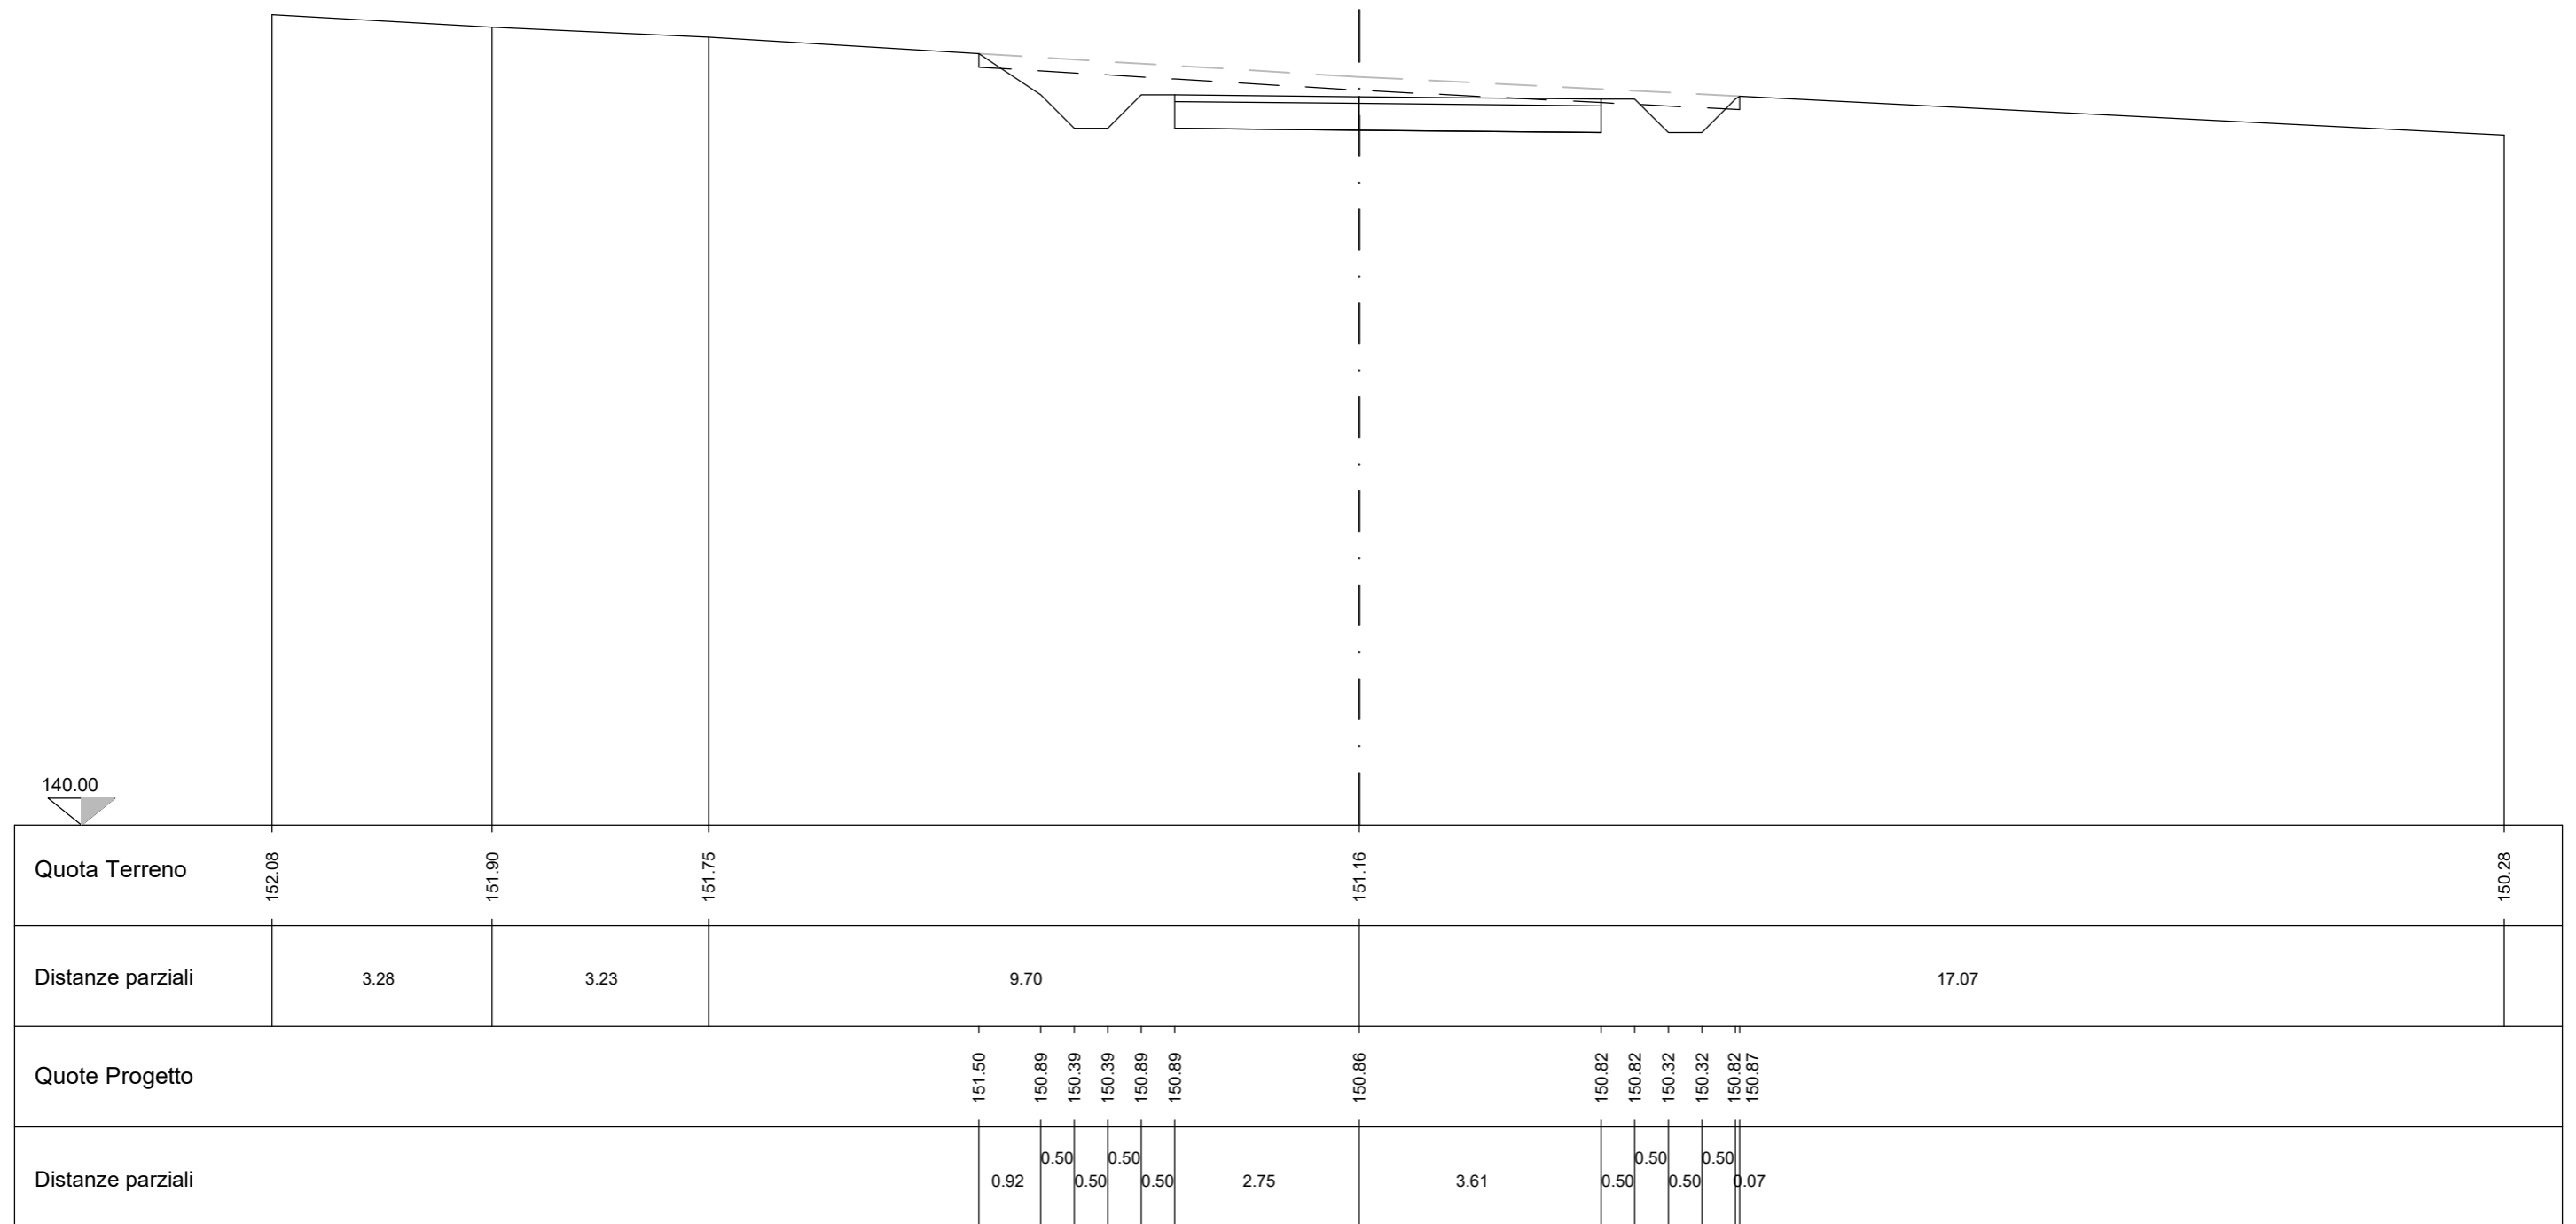 140.00
Quota Terreno 152.08 151.90 151.75 151.16 150.28
Distanze parziali 3.28 3.23 9.70 17.07
Quote Progetto 151.50 150.89 150.39 150.39 150.89 150.89 150.86 150.82 150.82 150.32 150.32 150.82 150.87
Distanze parziali 0.92 0.50 0.50 0.50 0.50 2.75 3.61 0.50 0.50 0.50 0.50 0.07